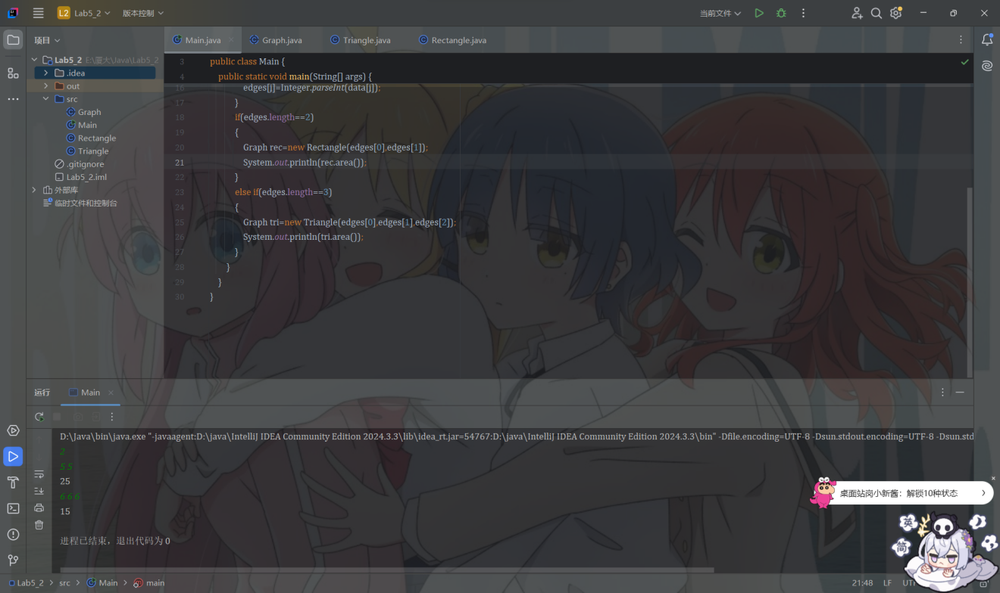 L2 Lab5_2 版本控制 当前文件
项目
Main.java Graph.java Triangle.java Rectangle.java
Lab5_2 E:\厦大\Java\Lab5_2
.idea
out
src
Graph
Main
Rectangle
Triangle
.gitignore
Lab5_2.iml
外部库
临时文件和控制台
3 public class Main {
4 public static void main(String[] args) {
16 edges[j]=Integer.parseInt(data[j]);
17 }
18 if(edges.length==2)
19 {
20 Graph rec=new Rectangle(edges[0],edges[1]);
21 System.out.println(rec.area());
22 }
23 else if(edges.length==3)
24 {
25 Graph tri=new Triangle(edges[0],edges[1],edges[2]);
26 System.out.println(tri.area());
27 }
28 }
29 }
30 }
运行 Main
D:\Java\bin\java.exe "-javaagent:D:\java\IntelliJ IDEA Community Edition 2024.3.3\lib\idea_rt.jar=54767:D:\java\IntelliJ IDEA Community Edition 2024.3.3\bin" -Dfile.encoding=UTF-8 -Dsun.stdout.encoding=UTF-8 -Dsun.std
2
5 5
25
6 6 6
15
进程已结束，退出代码为 0
桌面站岗小新酱：解锁10种状态
英
简
Lab5_2 > src > Main > main 21:48 LF UTF